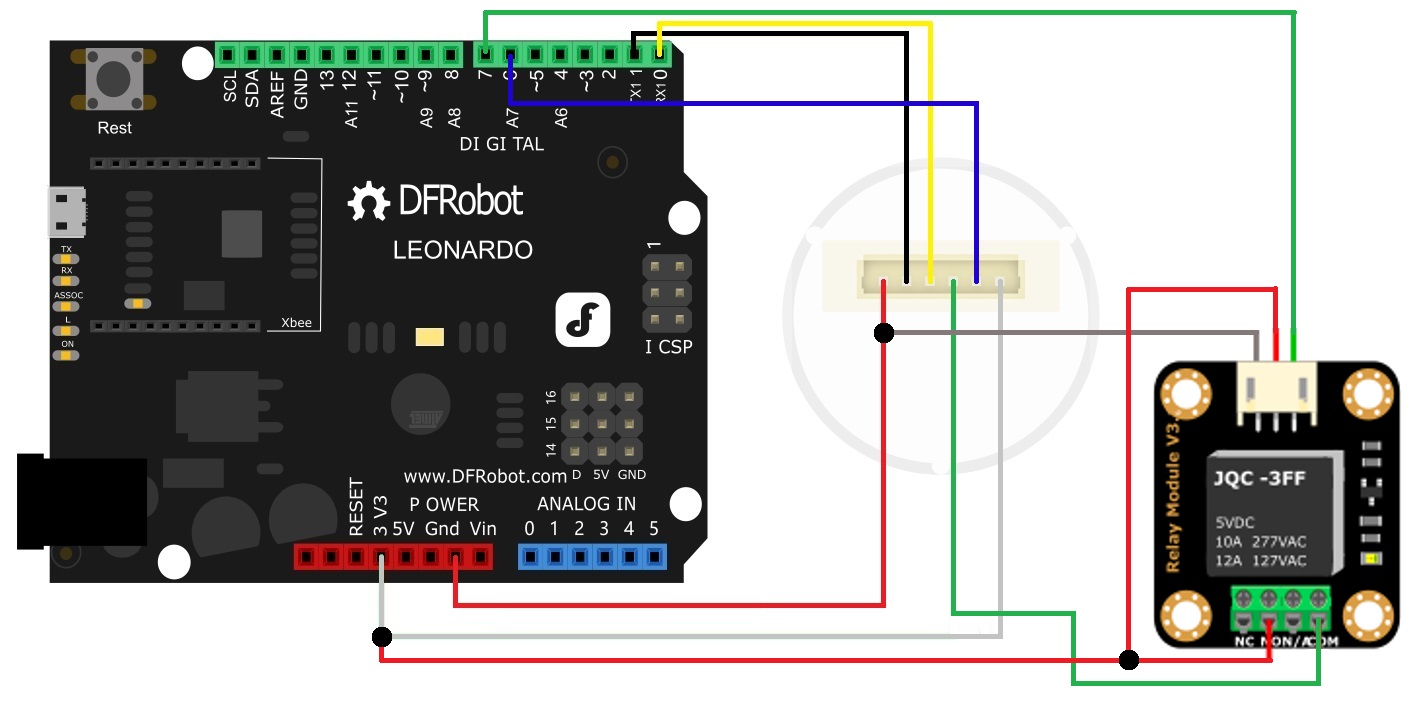 SCL SDA AREF GND 13 12 ~11 ~10 ~9 8 7 6 ~5 4 ~3 2 TX1 1 RX1 0
A11 A9 A8 A7 A6
Rest
DI GI TAL
DFRobot
LEONARDO
TX
RX
ASSOC
L
ON
Xbee
1
I CSP
16
15
14
D 5V GND
www.DFRobot.com
P OWER
ANALOG IN
RESET 3 V3 5V Gnd Vin
0 1 2 3 4 5
Relay Module V3.
JQC -3FF
5VDC
10A 277VAC
12A 127VAC
NC NO N/A COM